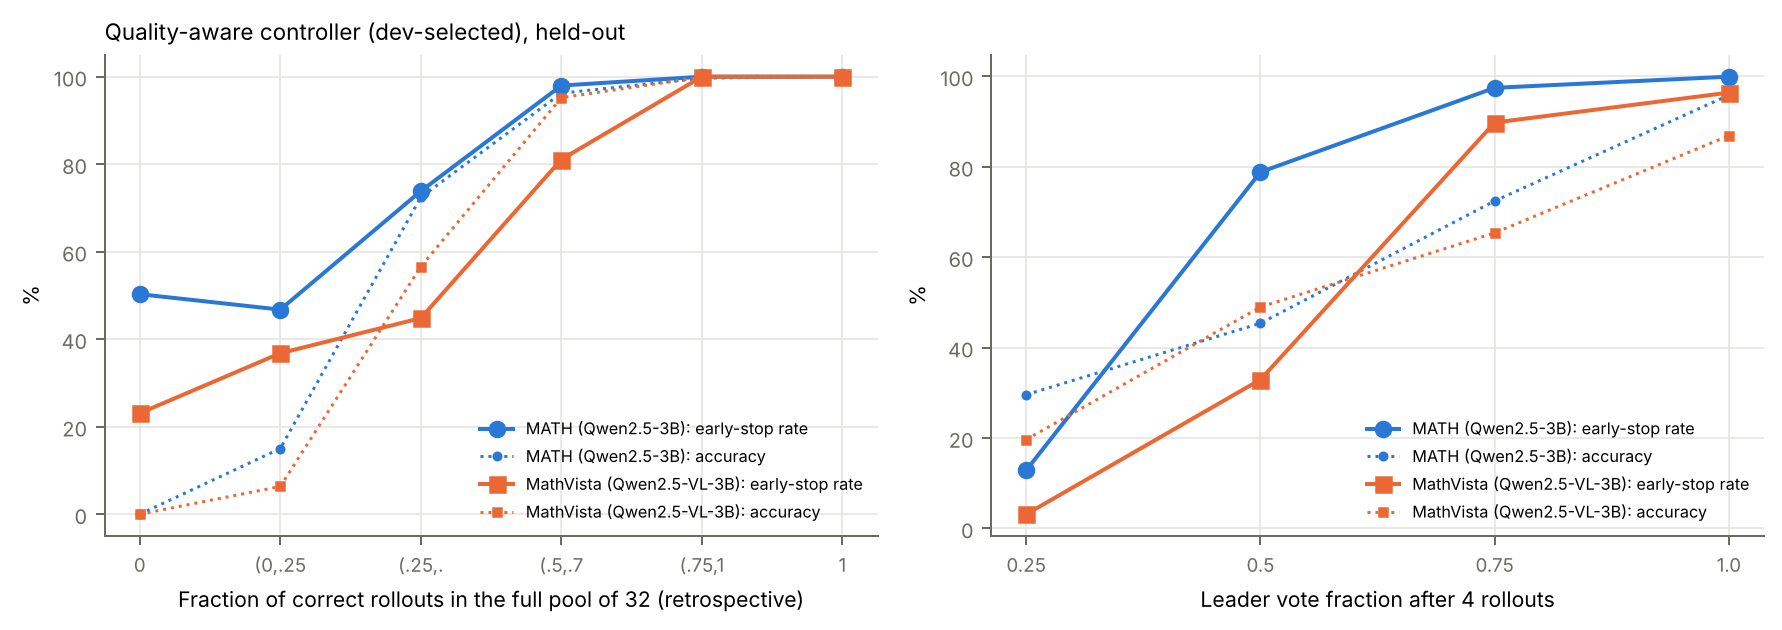 Quality-aware controller (dev-selected), held-out
%
100
80
60
40
20
0
MATH (Qwen2.5-3B): early-stop rate
MATH (Qwen2.5-3B): accuracy
MathVista (Qwen2.5-VL-3B): early-stop rate
MathVista (Qwen2.5-VL-3B): accuracy
0 (0,.25 (.25,. (.5,.7 (.75,1 1
Fraction of correct rollouts in the full pool of 32 (retrospective)
%
100
80
60
40
20
0
MATH (Qwen2.5-3B): early-stop rate
MATH (Qwen2.5-3B): accuracy
MathVista (Qwen2.5-VL-3B): early-stop rate
MathVista (Qwen2.5-VL-3B): accuracy
0.25 0.5 0.75 1.0
Leader vote fraction after 4 rollouts